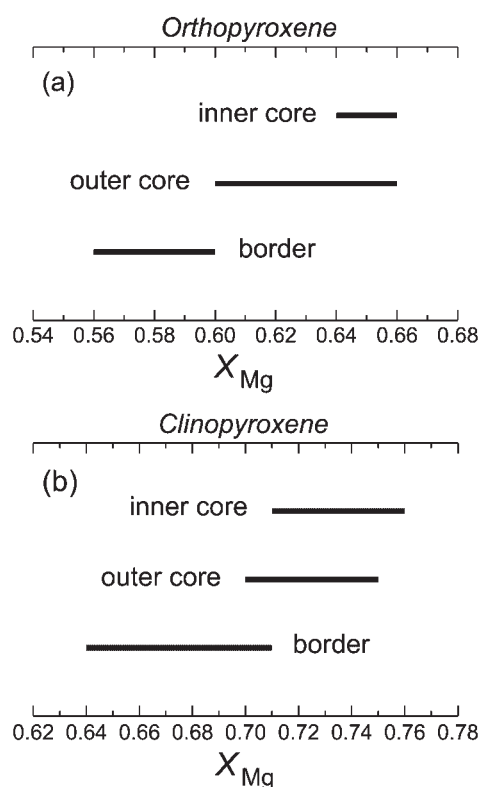 Orthopyroxene
(a)
inner core
outer core
border
0.54 0.56 0.58 0.60 0.62 0.64 0.66 0.68
XMg
Clinopyroxene
(b)
inner core
outer core
border
0.62 0.64 0.66 0.68 0.70 0.72 0.74 0.76 0.78
XMg